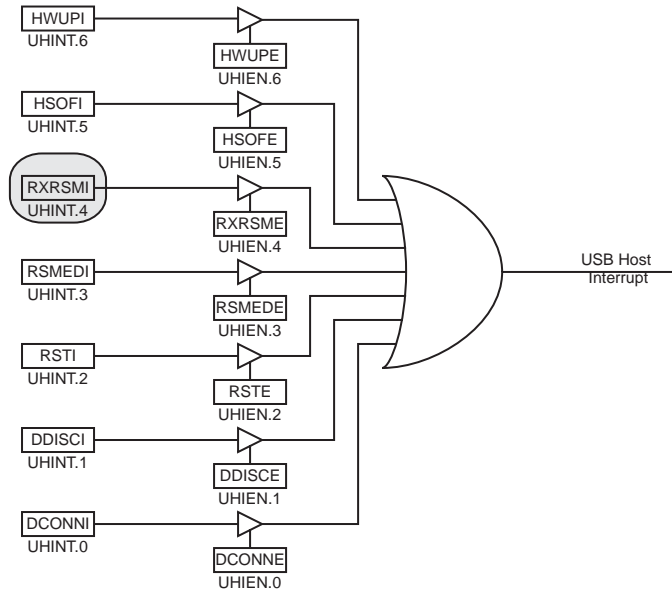 HWUPI
UHINT.6
HWUPE
UHIEN.6
HSOFI
UHINT.5
HSOFE
UHIEN.5
RXRSMI
UHINT.4
RXRSME
UHIEN.4
USB Host
Interrupt
RSMEDI
UHINT.3
RSMEDE
UHIEN.3
RSTI
UHINT.2
RSTE
UHIEN.2
DDISCI
UHINT.1
DDISCE
UHIEN.1
DCONNI
UHINT.0
DCONNE
UHIEN.0